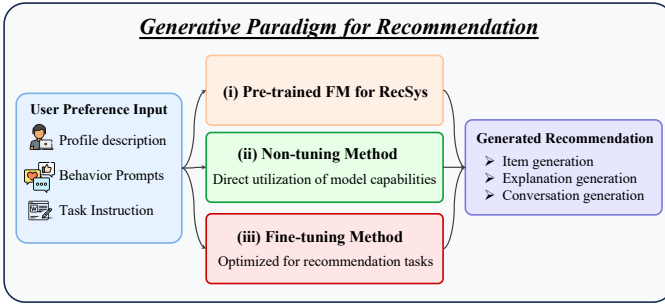 Generative Paradigm for Recommendation
User Preference Input
Profile description
Behavior Prompts
Task Instruction
(i) Pre-trained FM for RecSys
(ii) Non-tuning Method
Direct utilization of model capabilities
(iii) Fine-tuning Method
Optimized for recommendation tasks
Generated Recommendation
Item generation
Explanation generation
Conversation generation